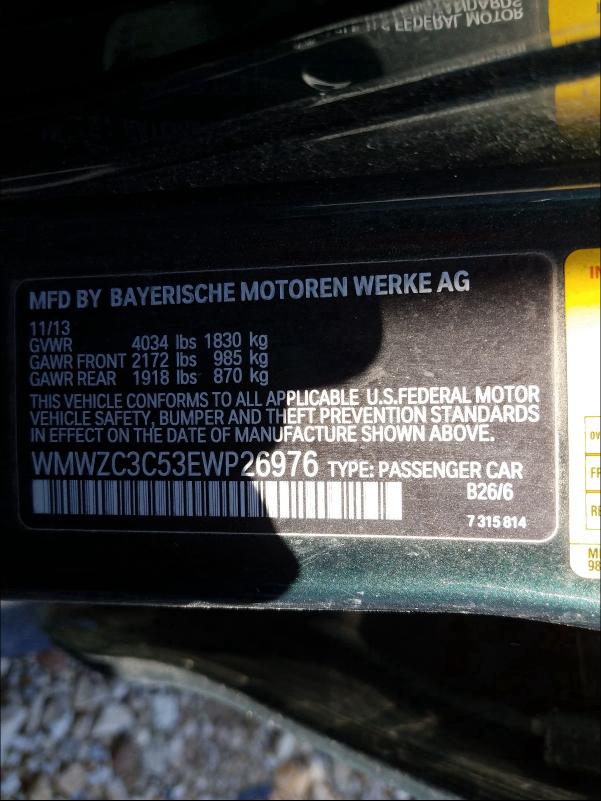 STANDARDS
U.S FEDERAL MOTOR
MFD BY BAYERISCHE MOTOREN WERKE AG
11/13
GVWR 4034 lbs 1830 kg
GAWR FRONT 2172 lbs 985 kg
GAWR REAR 1918 lbs 870 kg
THIS VEHICLE CONFORMS TO ALL APPLICABLE U.S.FEDERAL MOTOR
VEHICLE SAFETY, BUMPER AND THEFT PREVENTION STANDARDS
IN EFFECT ON THE DATE OF MANUFACTURE SHOWN ABOVE.
WMWZC3C53EWP26976 TYPE: PASSENGER CAR
B26/6
7 315 814